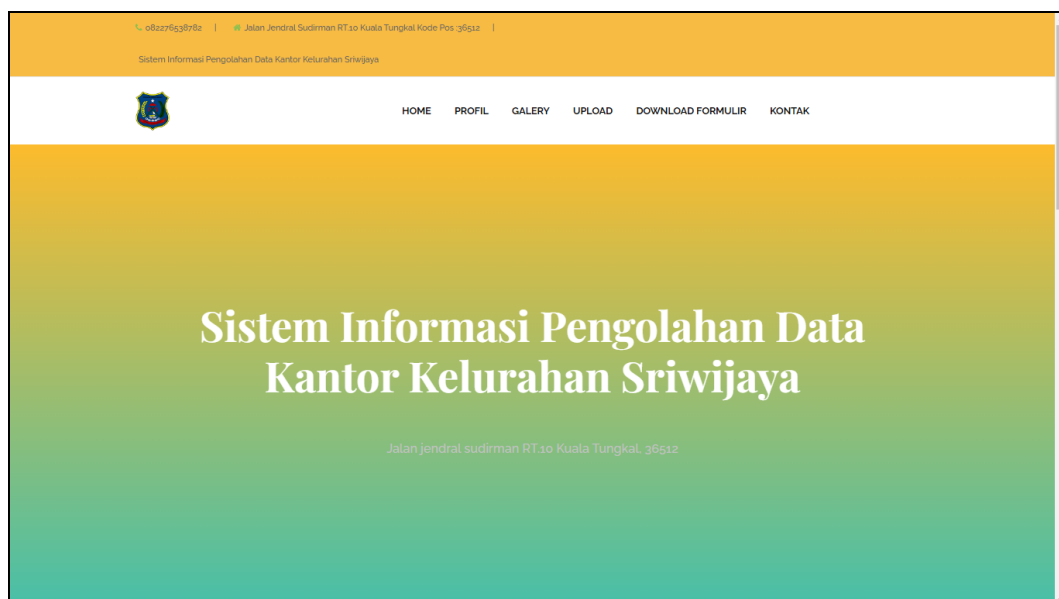 082276538782 | Jalan Jendral Sudirman RT.10 Kuala Tungkal Kode Pos :36512 |
Sistem Informasi Pengolahan Data Kantor Kelurahan Sriwijaya
HOME PROFIL GALERY UPLOAD DOWNLOAD FORMULIR KONTAK
Sistem Informasi Pengolahan Data
Kantor Kelurahan Sriwijaya
Jalan jendral sudirman RT.10 Kuala Tungkal, 36512